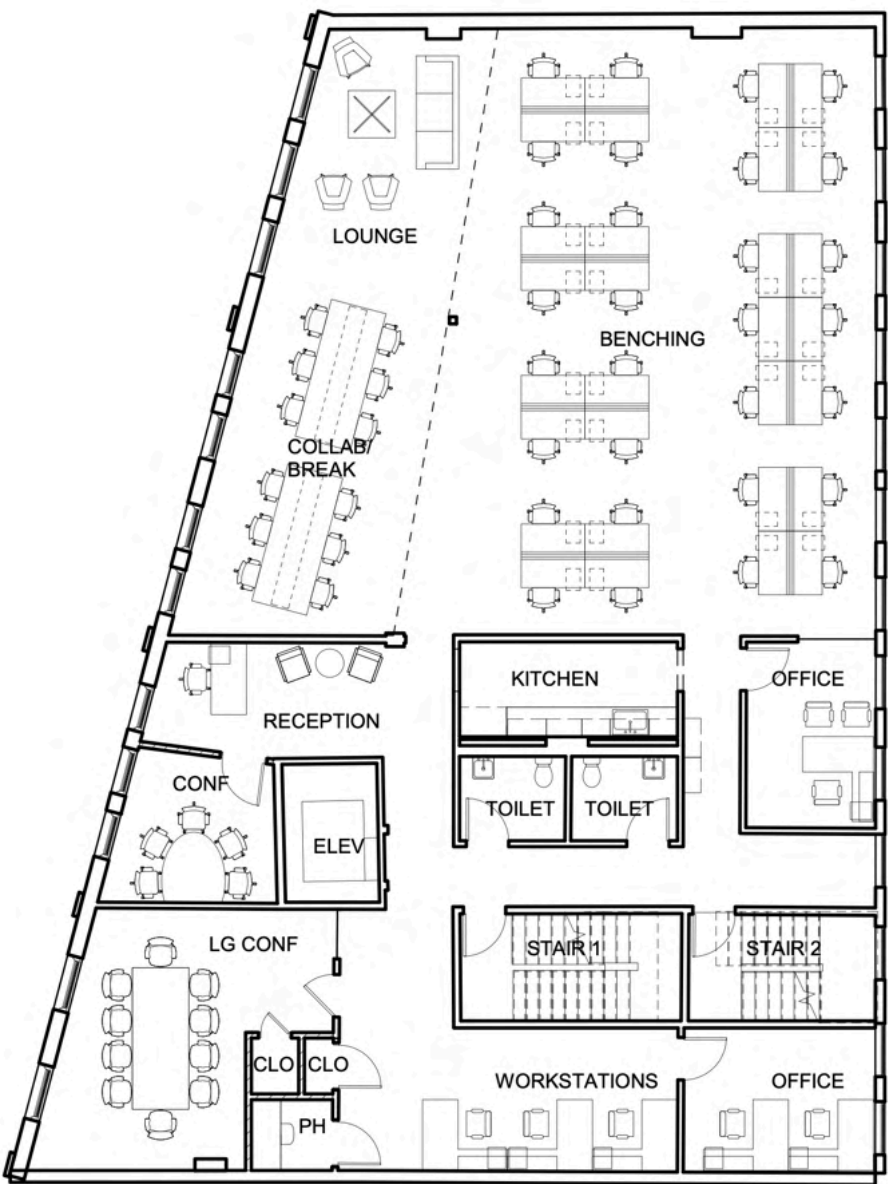 LOUNGE
BENCHING
COLLAB/
BREAK
KITCHEN
OFFICE
RECEPTION
CONF
TOILET
TOILET
ELEV
LG CONF
STAIR 1
STAIR 2
CLO
CLO
WORKSTATIONS
OFFICE
PH